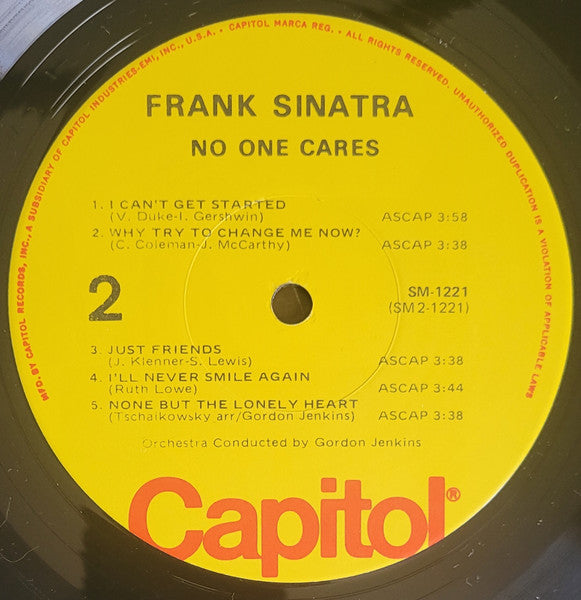 MFD. BY CAPITOL RECORDS, INC., A SUBSIDIARY OF CAPITOL INDUSTRIES-EMI, INC., U.S.A. • CAPITOL MARCA REG. • ALL RIGHTS RESERVED. UNAUTHORIZED DUPLICATION IS A VIOLATION OF APPLICABLE LAWS
FRANK SINATRA
NO ONE CARES
1. I CAN'T GET STARTED
(V. Duke-I. Gershwin) ASCAP 3:58
2. WHY TRY TO CHANGE ME NOW?
(C. Coleman-J. McCarthy) ASCAP 3:38
2
SM-1221
(SM2-1221)
3. JUST FRIENDS
(J. Klenner-S. Lewis) ASCAP 3:38
4. I'LL NEVER SMILE AGAIN
(Ruth Lowe) ASCAP 3:44
5. NONE BUT THE LONELY HEART
(Tschaikowsky arr/Gordon Jenkins) ASCAP 3:38
Orchestra Conducted by Gordon Jenkins
Capitol®